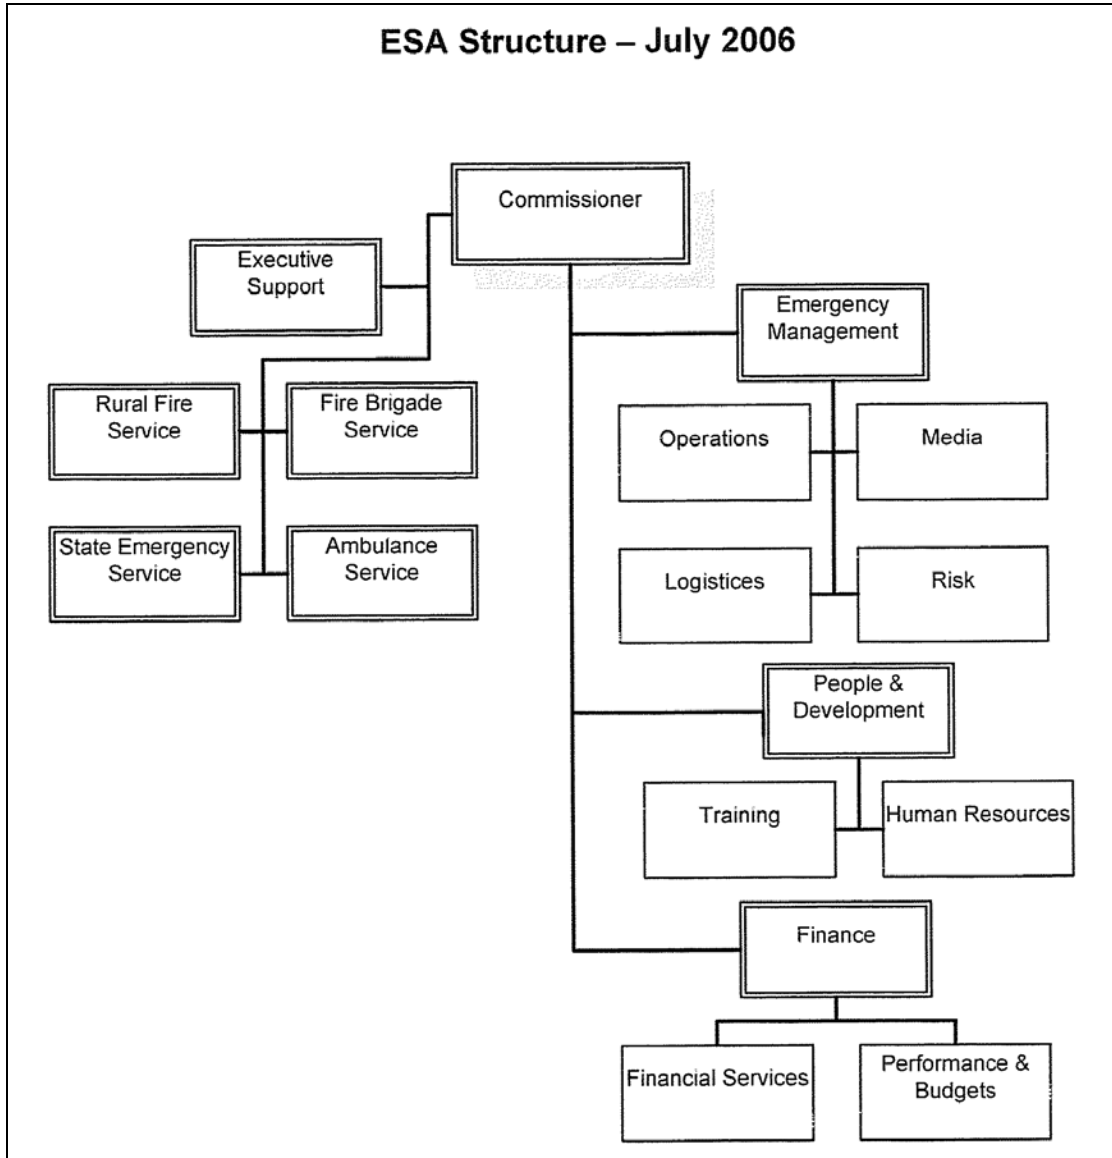 ESA Structure – July 2006
Commissioner
Executive
Support
Rural Fire
Service
Fire Brigade
Service
State Emergency
Service
Ambulance
Service
Emergency
Management
Operations
Media
Logistices
Risk
People &
Development
Training
Human Resources
Finance
Financial Services
Performance &
Budgets